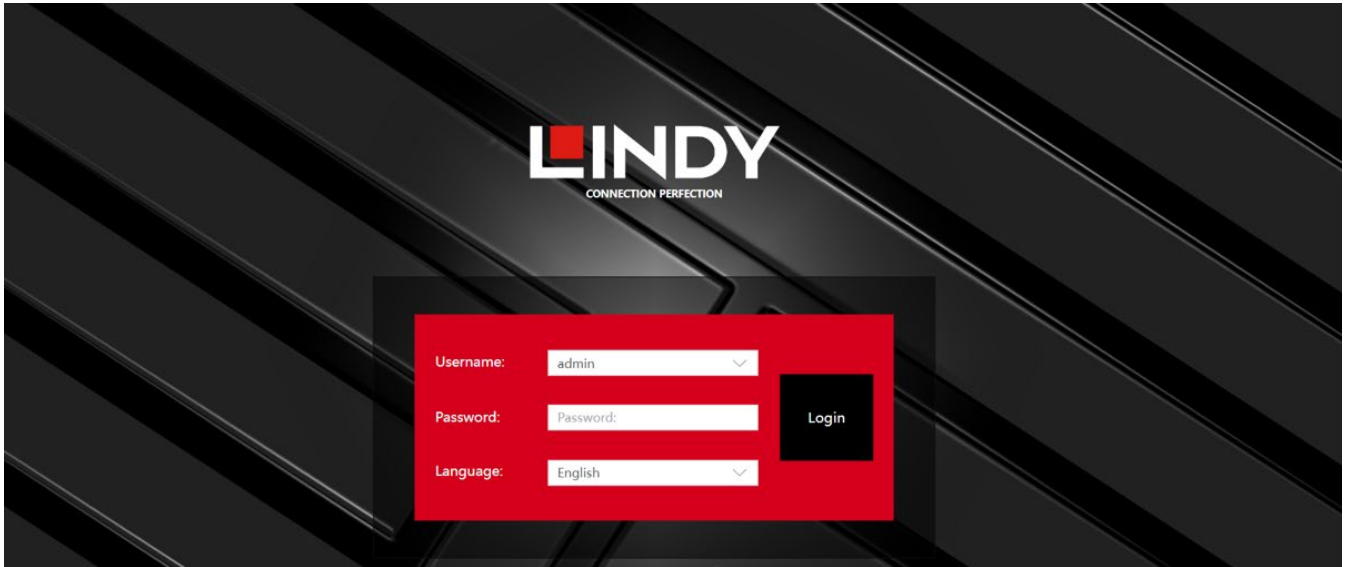 LINDY
CONNECTION PERFECTION
Username: admin
Password: Password:
Login
Language: English